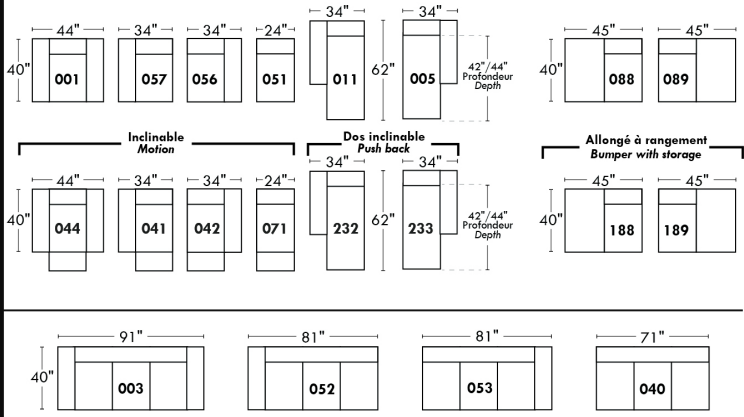 44" 34" 34" 24" 34" 34" 45" 45"
40" 001 057 056 051 011 62" 005 42"/44" 40" 088 089
Profondeur
Depth
Inclinable
Motion
Dos inclinable
Push back
Allongé à rangement
Bumper with storage
44" 34" 34" 24" 34" 34" 45" 45"
40" 044 041 042 071 232 62" 233 42"/44" 40" 188 189
Profondeur
Depth
91" 81" 81" 71"
40" 003 052 053 040